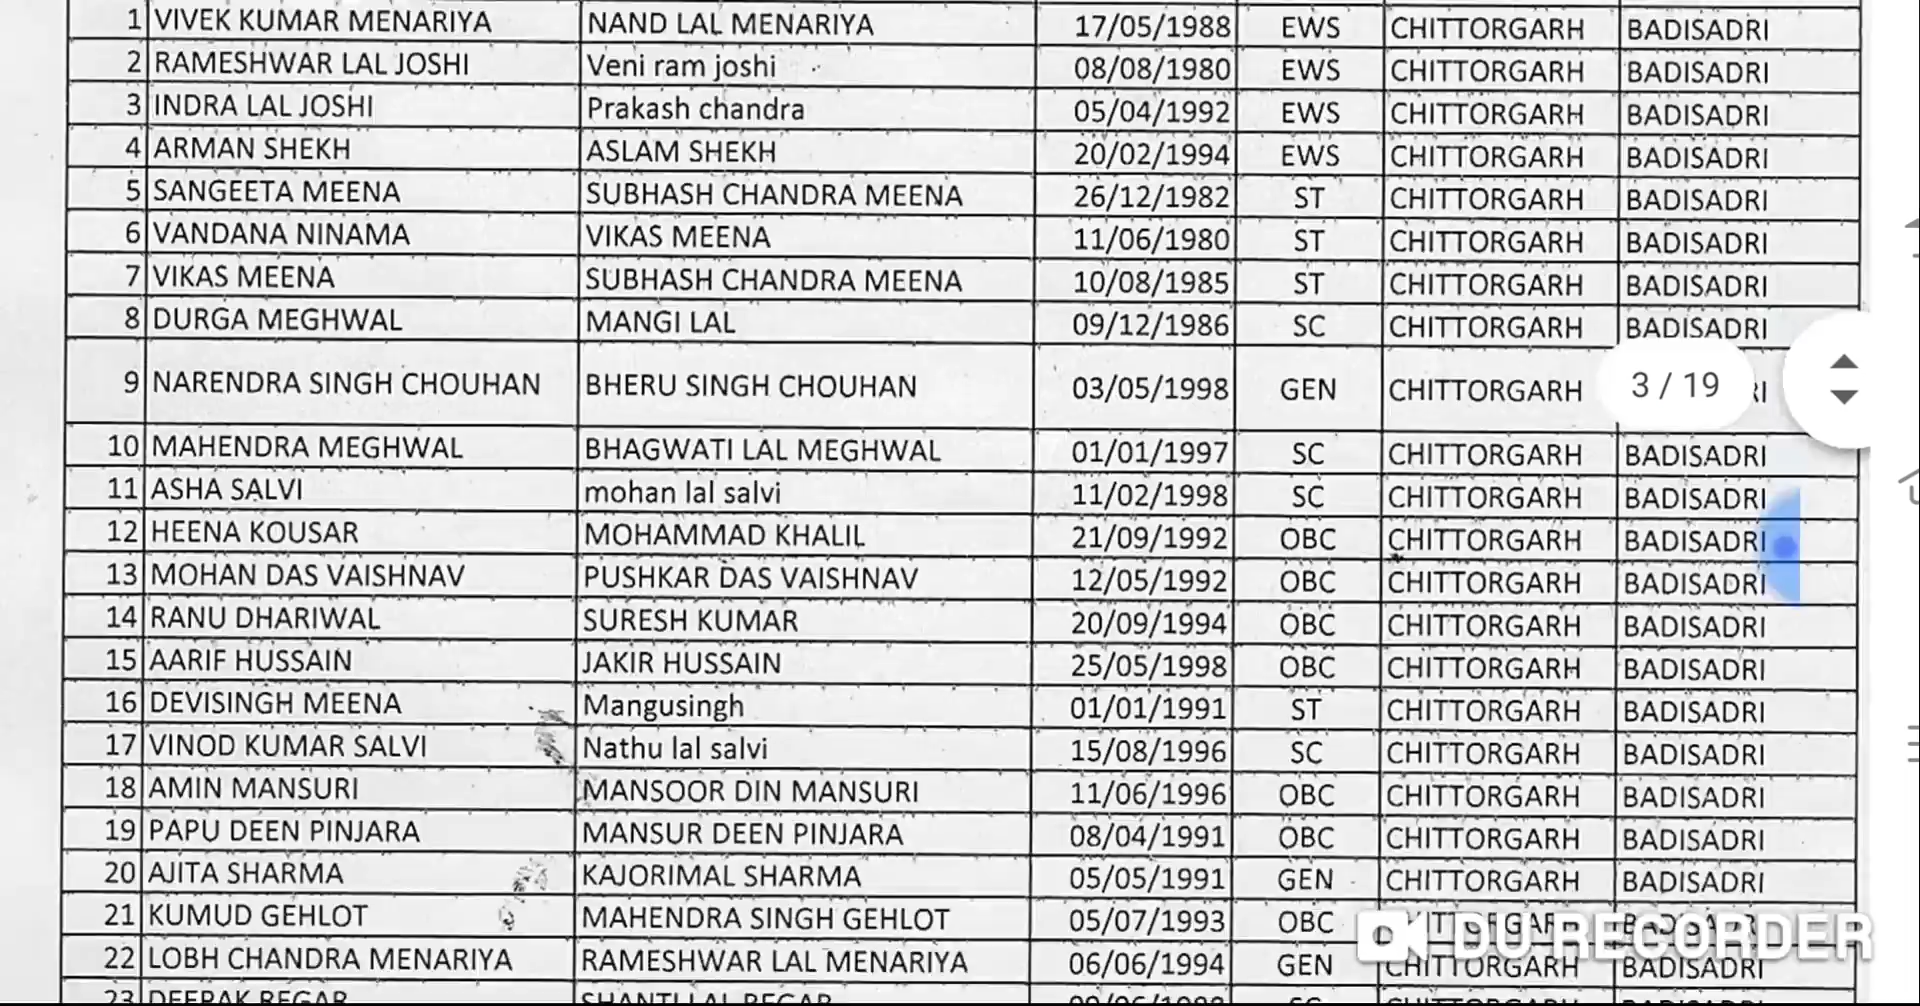 1 VIVEK KUMAR MENARIYA NAND LAL MENARIYA 17/05/1988 EWS CHITTORGARH BADISADRI
2 RAMESHWAR LAL JOSHI Veni ram joshi 08/08/1980 EWS CHITTORGARH BADISADRI
3 INDRA LAL JOSHI Prakash chandra 05/04/1992 EWS CHITTORGARH BADISADRI
4 ARMAN SHEKH ASLAM SHEKH 20/02/1994 EWS CHITTORGARH BADISADRI
5 SANGEETA MEENA SUBHASH CHANDRA MEENA 26/12/1982 ST CHITTORGARH BADISADRI
6 VANDANA NINAMA VIKAS MEENA 11/06/1980 ST CHITTORGARH BADISADRI
7 VIKAS MEENA SUBHASH CHANDRA MEENA 10/08/1985 ST CHITTORGARH BADISADRI
8 DURGA MEGHWAL MANGI LAL 09/12/1986 SC CHITTORGARH BADISADRI
9 NARENDRA SINGH CHOUHAN BHERU SINGH CHOUHAN 03/05/1998 GEN CHITTORGARH 3 / 19 RI
10 MAHENDRA MEGHWAL BHAGWATI LAL MEGHWAL 01/01/1997 SC CHITTORGARH BADISADRI
11 ASHA SALVI mohan lal salvi 11/02/1998 SC CHITTORGARH BADISADRI
12 HEENA KOUSAR MOHAMMAD KHALIL 21/09/1992 OBC CHITTORGARH BADISADRI
13 MOHAN DAS VAISHNAV PUSHKAR DAS VAISHNAV 12/05/1992 OBC CHITTORGARH BADISADRI
14 RANU DHARIWAL SURESH KUMAR 20/09/1994 OBC CHITTORGARH BADISADRI
15 AARIF HUSSAIN JAKIR HUSSAIN 25/05/1998 OBC CHITTORGARH BADISADRI
16 DEVISINGH MEENA Mangusingh 01/01/1991 ST CHITTORGARH BADISADRI
17 VINOD KUMAR SALVI Nathu lal salvi 15/08/1996 SC CHITTORGARH BADISADRI
18 AMIN MANSURI MANSOOR DIN MANSURI 11/06/1996 OBC CHITTORGARH BADISADRI
19 PAPU DEEN PINJARA MANSUR DEEN PINJARA 08/04/1991 OBC CHITTORGARH BADISADRI
20 AJITA SHARMA KAJORIMAL SHARMA 05/05/1991 GEN CHITTORGARH BADISADRI
21 KUMUD GEHLOT MAHENDRA SINGH GEHLOT 05/07/1993 OBC CHITTORGARH BADISADRI
DU RECORDER
22 LOBH CHANDRA MENARIYA RAMESHWAR LAL MENARIYA 06/06/1994 GEN CHITTORGARH BADISADRI
23 DEEPAK REGAR SHANTI LAL REGAR